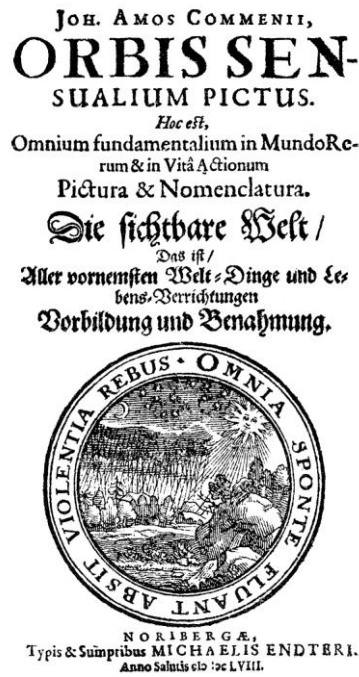 JOH. AMOS COMMENII,
ORBIS SEN-
SUALIUM PICTUS.
Hoc eſt,
Omnium fundamentalium in Mundo Re-
rum & in Vitâ Actionum
Pictura & Nomenclatura.
Die ſichtbare Welt /
Das iſt /
Aller vornemſten Welt-Dinge und Le-
bens-Verrichtungen
Vorbildung und Benahmung.
OMNIA SPONTE FLUANT ABSIT VIOLENTIA REBUS ·
NORIBERGÆ,
Typis & Sumptibus MICHAELIS ENDTERI.
Anno Salutis cIↄ Iↄc LVIII.